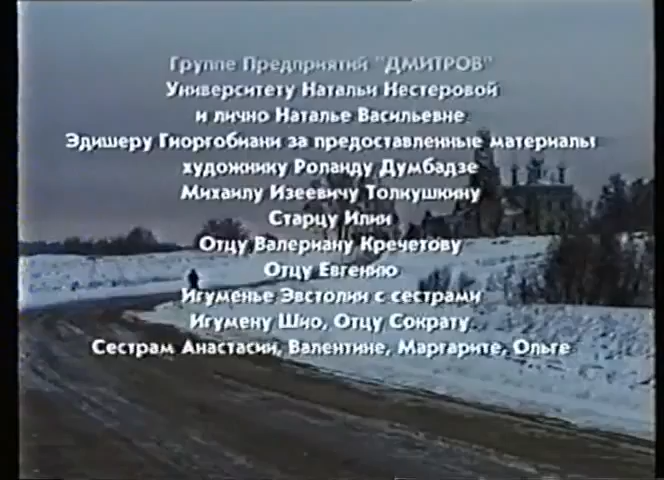 Группе Предприятий "ДМИТРОВ"
Университету Натальи Нестеровой
и лично Наталье Васильевне
Эдишеру Гиоргобиани за предоставленные материалы
художнику Роланду Думбадзе
Михаилу Изеевичу Толкушкину
Старцу Илии
Отцу Валериану Кречетову
Отцу Евгению
Игуменье Эвстолии с сестрами
Игумену Шио, Отцу Сократу
Сестрам Анастасии, Валентине, Маргарите, Ольге